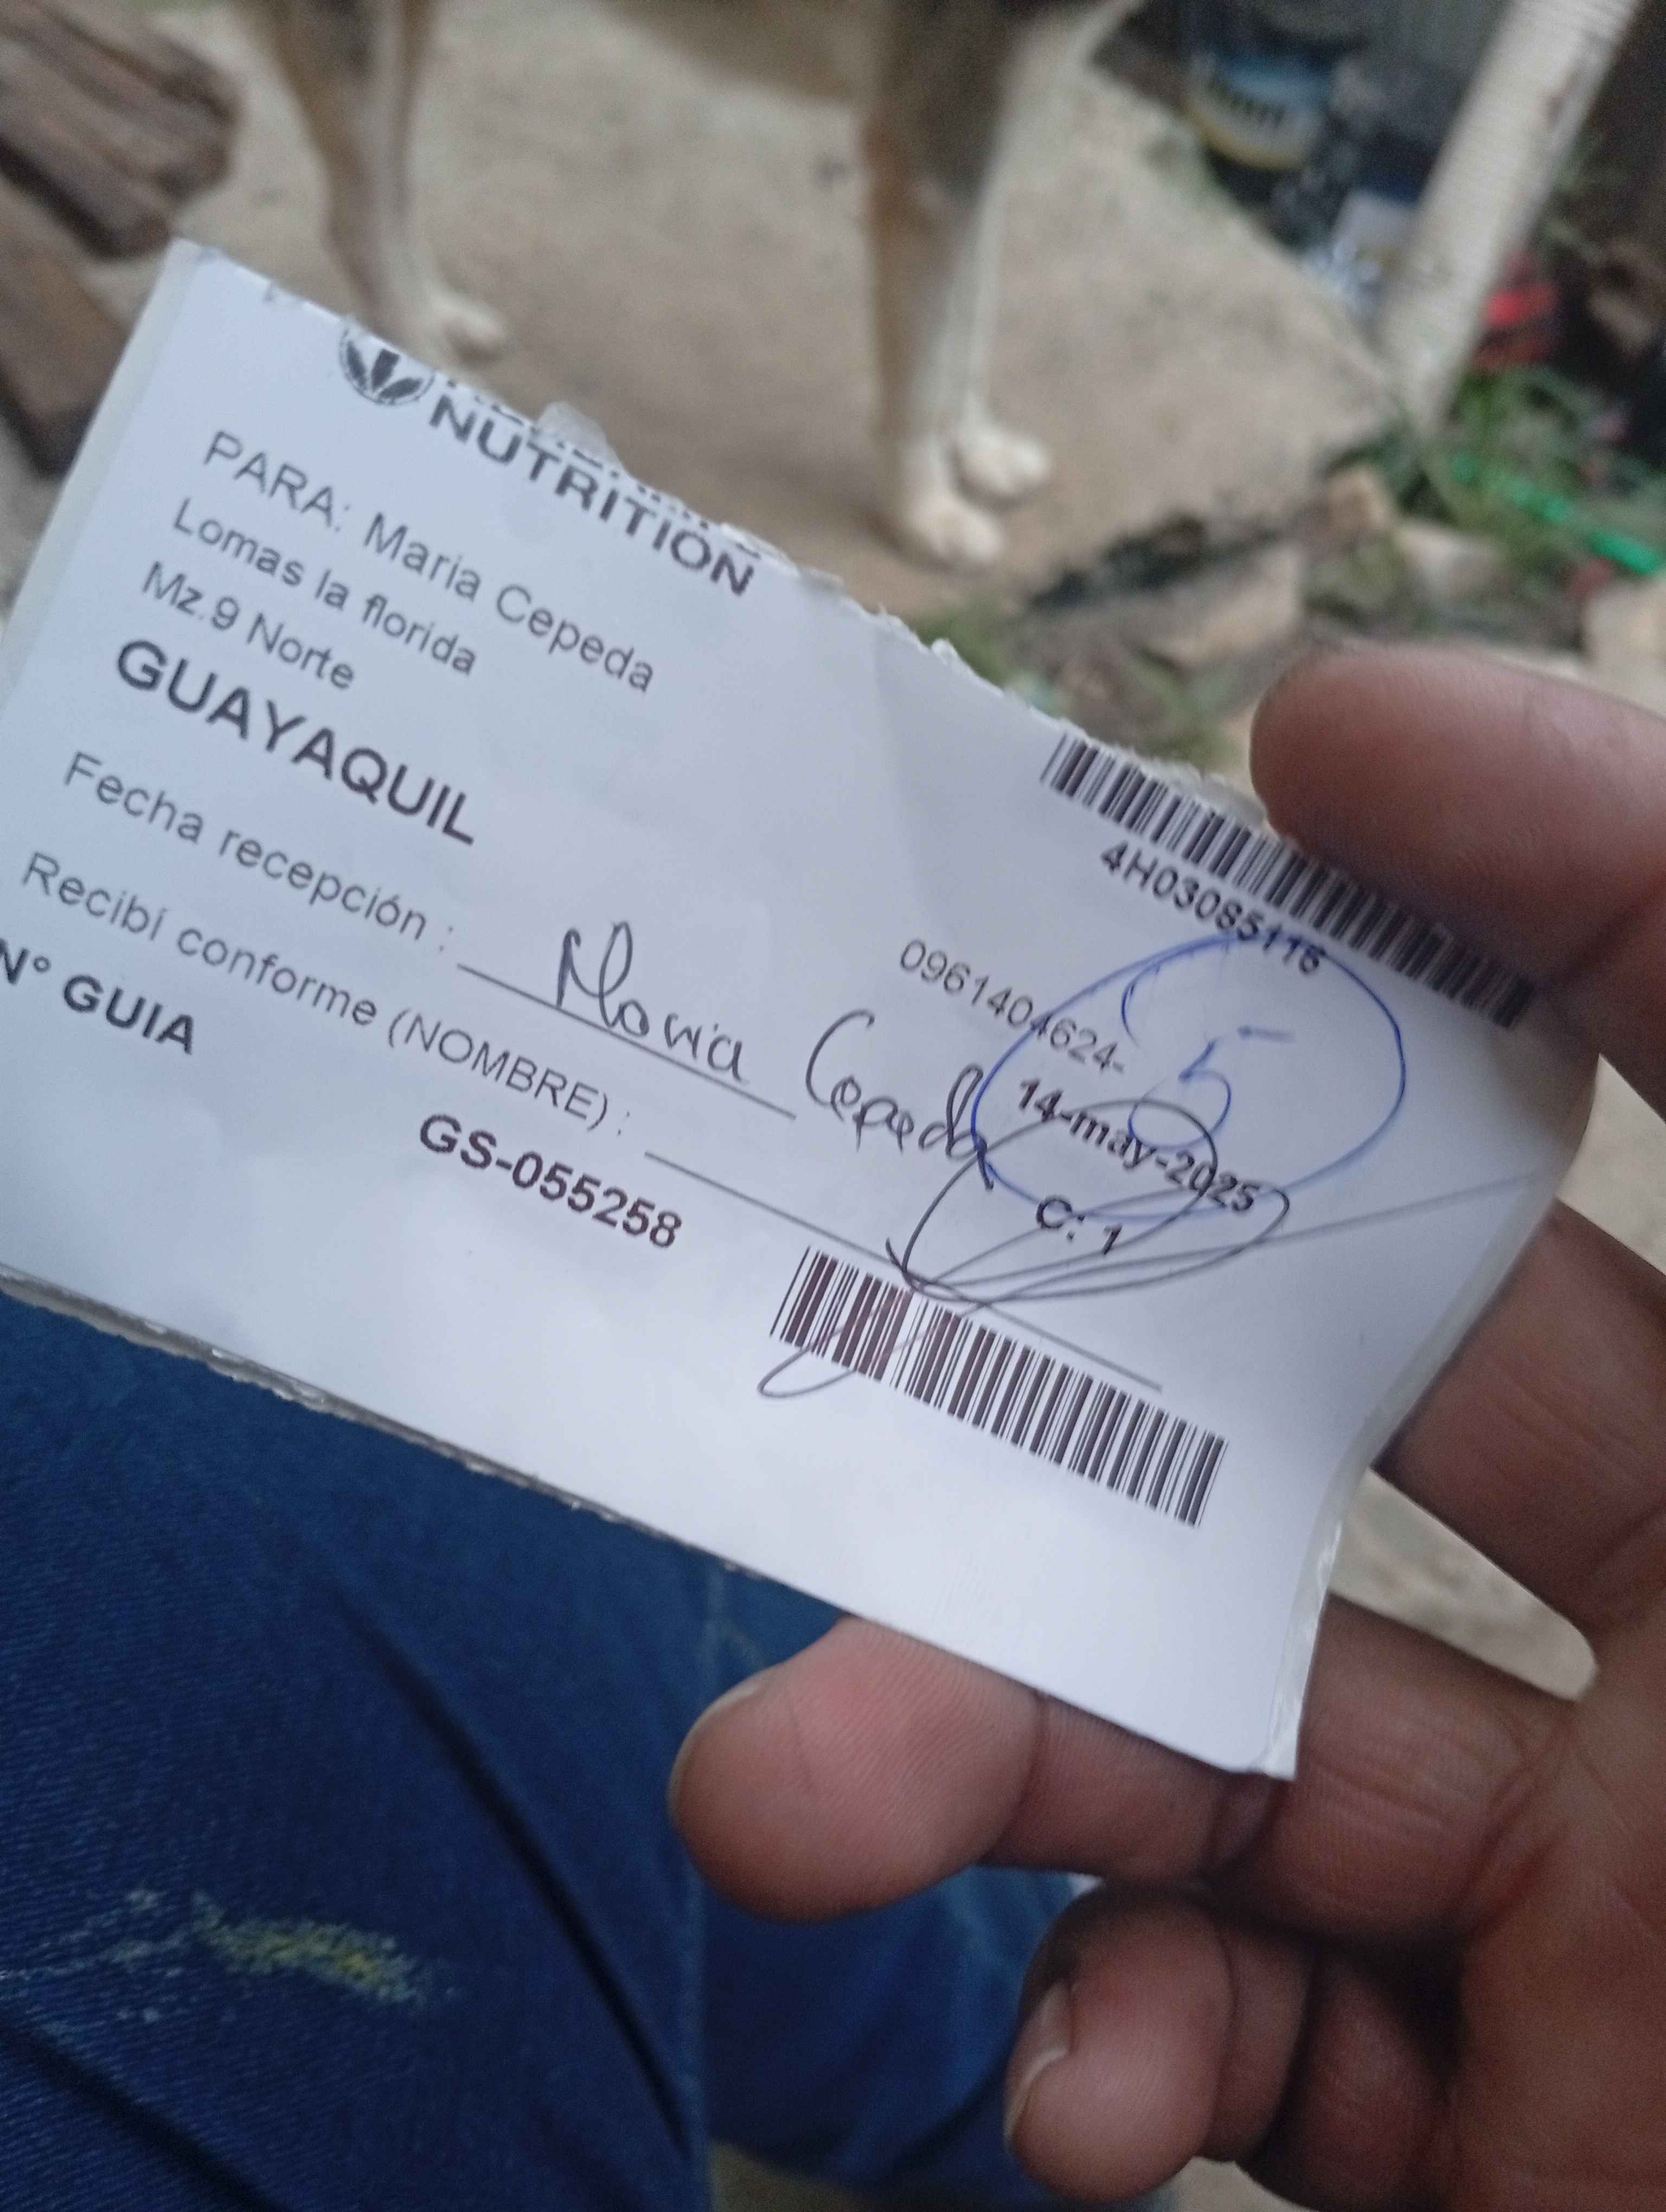 NUTRITION
PARA: María Cepeda
Lomas la florida
Mz.9 Norte
GUAYAQUIL
4H03085116
0961404624-
Fecha recepción :
14-may-2025
Maria Cepeda
5
Recibí conforme (NOMBRE) :
C: 1
N° GUIA
GS-055258